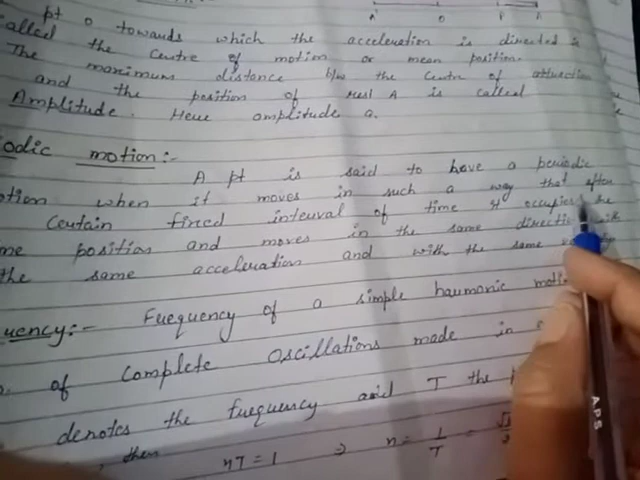 A' O P A
pt O towards which the acceleration is directed is
called the centre of motion or mean position.
The maximum distance b/w the centre of attraction
and the position of rest A is called
Amplitude. Here amplitude a.
odic motion:-
A pt is said to have a periodic
otion when it moves in such a way that after
certain fixed interval of time it occupies the
me position and moves in the same direction with
the same acceleration and with the same
uency:- Frequency of a simple harmonic moti
of complete oscillations made in
denotes the frequency and T the
, then
nT = 1 ⇒ n = 1/T =
APS